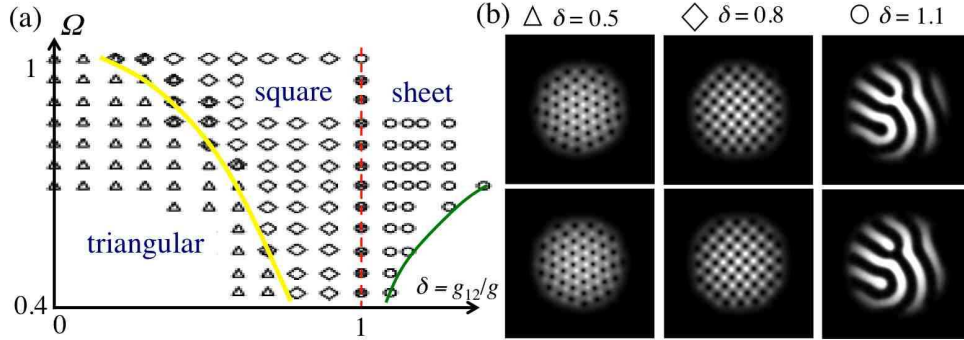 (a)
Ω
1
square
sheet
triangular
δ = g₁₂/g
0.4
0
1
(b)
△ δ = 0.5
◇ δ = 0.8
○ δ = 1.1